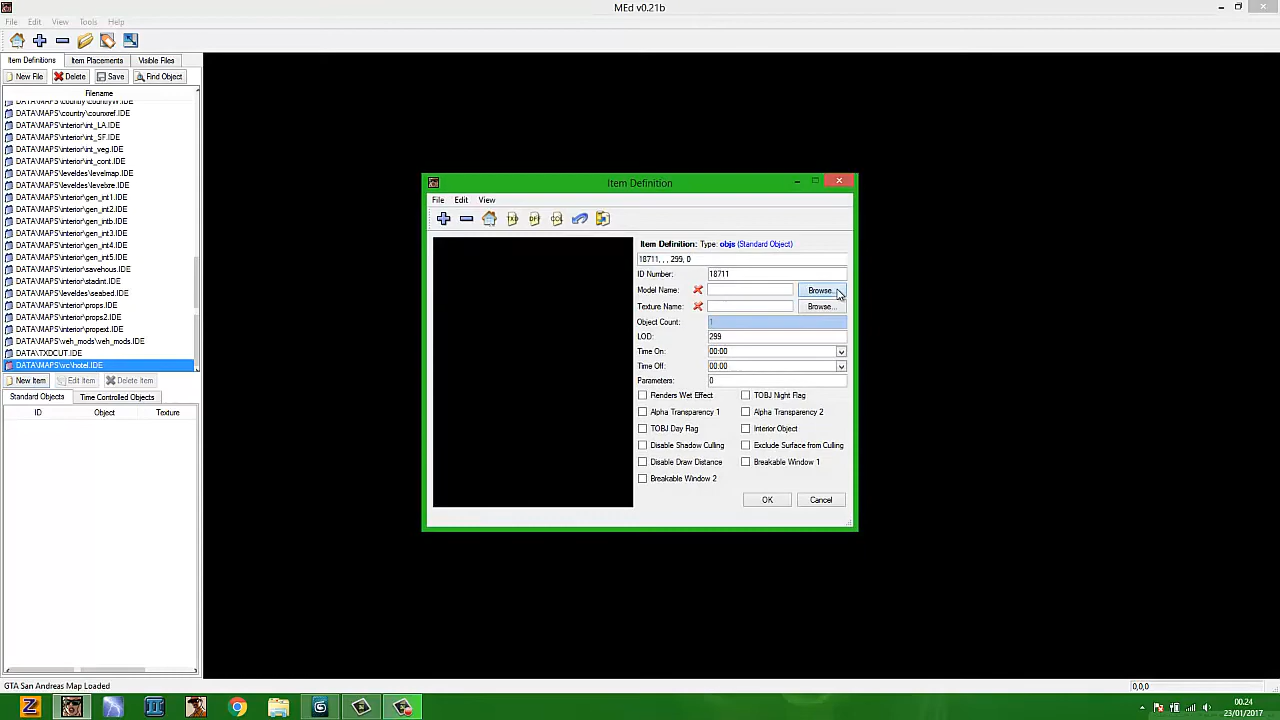 MEd v0.21b
File Edit View Tools Help
Item Definitions Item Placements Visible Files
New File Delete Save Find Object
Filename
DATA\MAPS\country\countryW.IDE
DATA\MAPS\country\counxref.IDE
DATA\MAPS\interior\int_LA.IDE
DATA\MAPS\interior\int_SF.IDE
DATA\MAPS\interior\int_veg.IDE
DATA\MAPS\interior\int_cont.IDE
DATA\MAPS\leveldes\levelmap.IDE
DATA\MAPS\leveldes\levelxre.IDE
DATA\MAPS\interior\gen_int1.IDE
DATA\MAPS\interior\gen_int2.IDE
DATA\MAPS\interior\gen_intb.IDE
DATA\MAPS\interior\gen_int3.IDE
DATA\MAPS\interior\gen_int4.IDE
DATA\MAPS\interior\gen_int5.IDE
DATA\MAPS\interior\savehous.IDE
DATA\MAPS\interior\stadint.IDE
DATA\MAPS\leveldes\seabed.IDE
DATA\MAPS\interior\props.IDE
DATA\MAPS\interior\props2.IDE
DATA\MAPS\interior\propext.IDE
DATA\MAPS\veh_mods\veh_mods.IDE
DATA\TXDCUT.IDE
DATA\MAPS\vc\hotel.IDE
New Item Edit Item Delete Item
Standard Objects Time Controlled Objects
ID Object Texture
Item Definition
File Edit View
TXD DFF COL
Item Definition: Type: objs (Standard Object)
18711, , , 299, 0
ID Number: 18711
Model Name: Browse...
Texture Name: Browse...
Object Count: 1
LOD: 299
Time On: 00:00
Time Off: 00:00
Parameters: 0
Renders Wet Effect TOBJ Night Flag
Alpha Transparency 1 Alpha Transparency 2
TOBJ Day Flag Interior Object
Disable Shadow Culling Exclude Surface from Culling
Disable Draw Distance Breakable Window 1
Breakable Window 2
OK Cancel
GTA San Andreas Map Loaded 0,0,0
00.24
23/01/2017